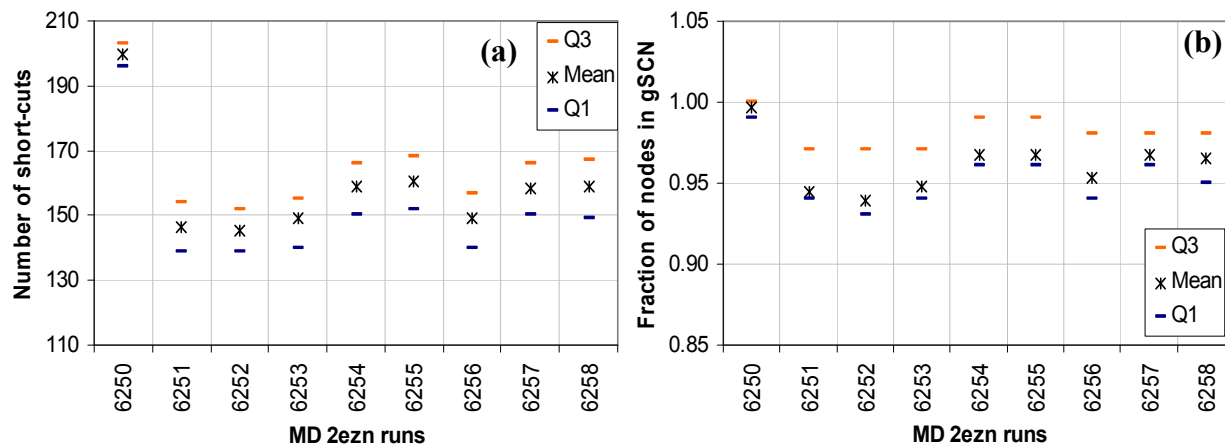 Number of short-cuts
210
190
170
150
130
110
(a)
Q3
Mean
Q1
6250
6251
6252
6253
6254
6255
6256
6257
6258
MD 2ezn runs
Fraction of nodes in gSCN
1.05
1.00
0.95
0.90
0.85
(b)
Q3
Mean
Q1
6250
6251
6252
6253
6254
6255
6256
6257
6258
MD 2ezn runs